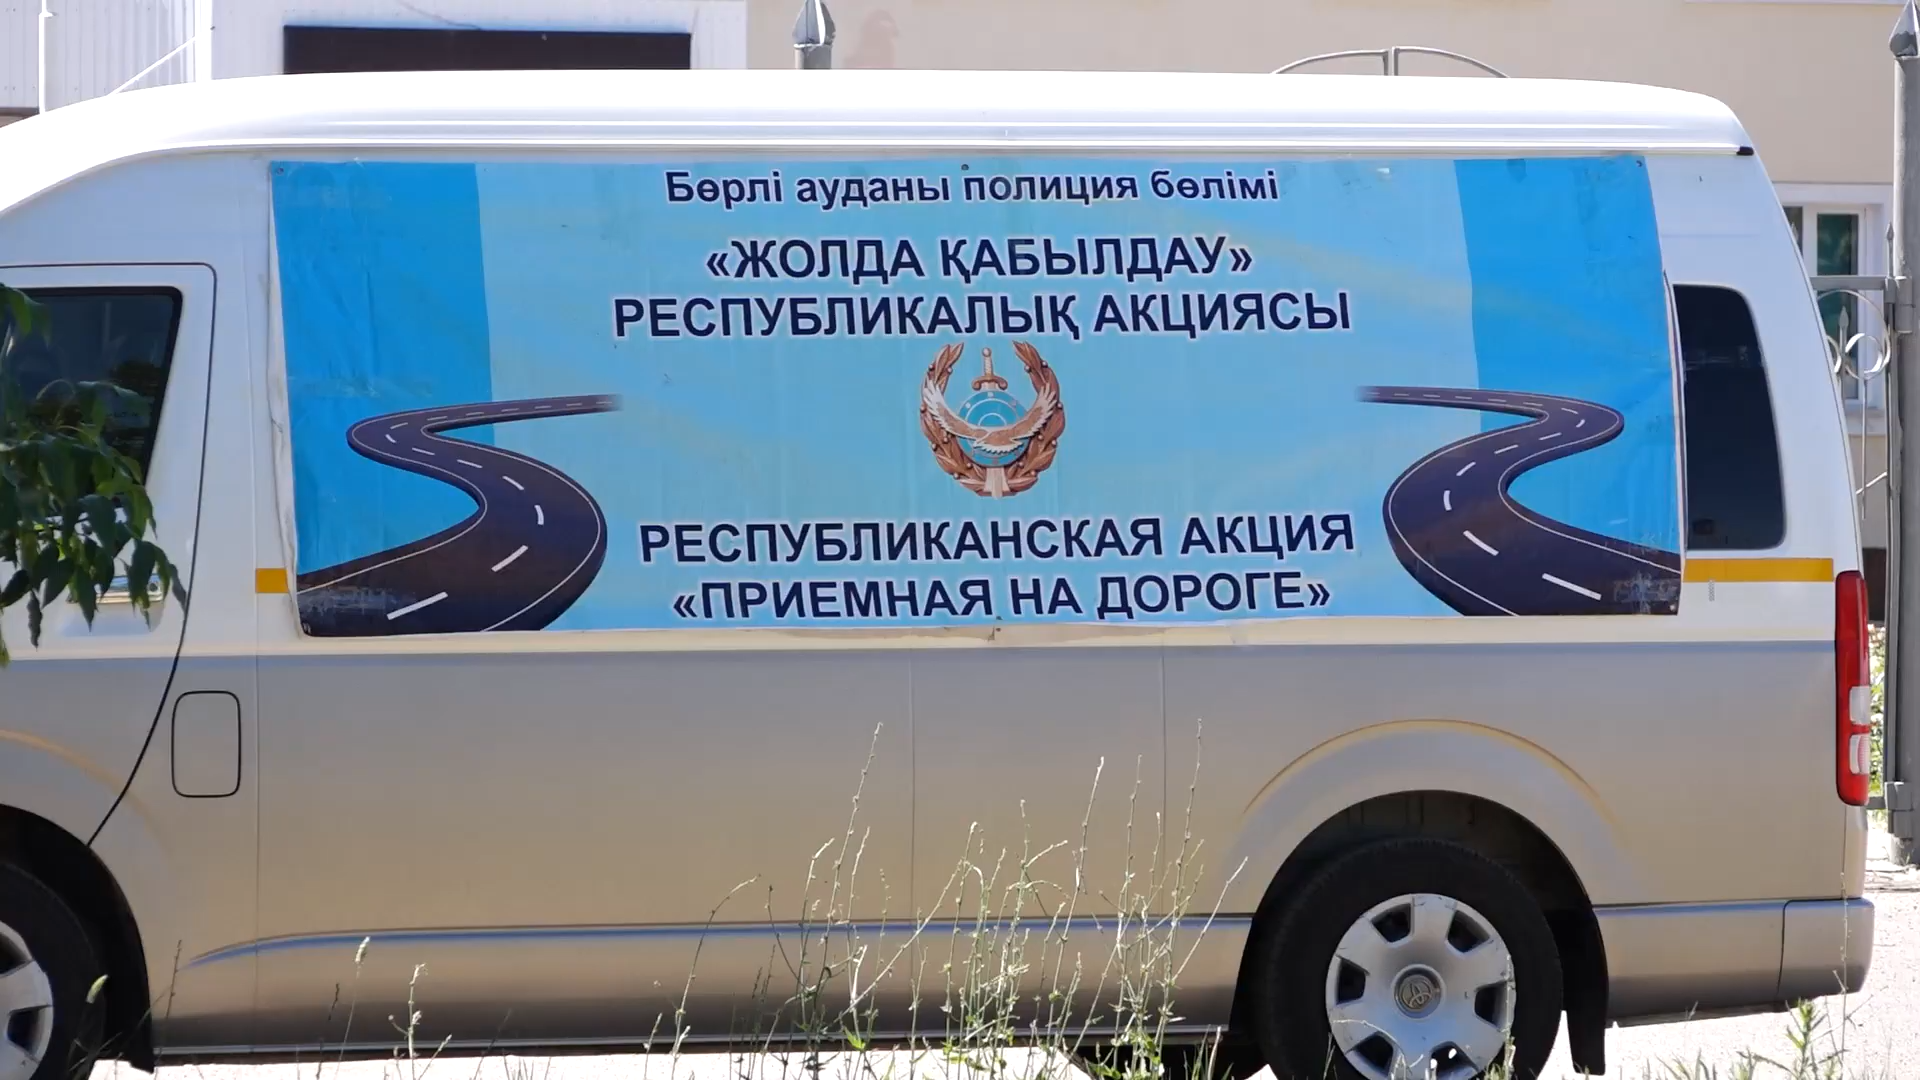 Бөрлі ауданы полиция бөлімі
«ЖОЛДА ҚАБЫЛДАУ»
РЕСПУБЛИКАЛЫҚ АКЦИЯСЫ
РЕСПУБЛИКАНСКАЯ АКЦИЯ
«ПРИЕМНАЯ НА ДОРОГЕ»